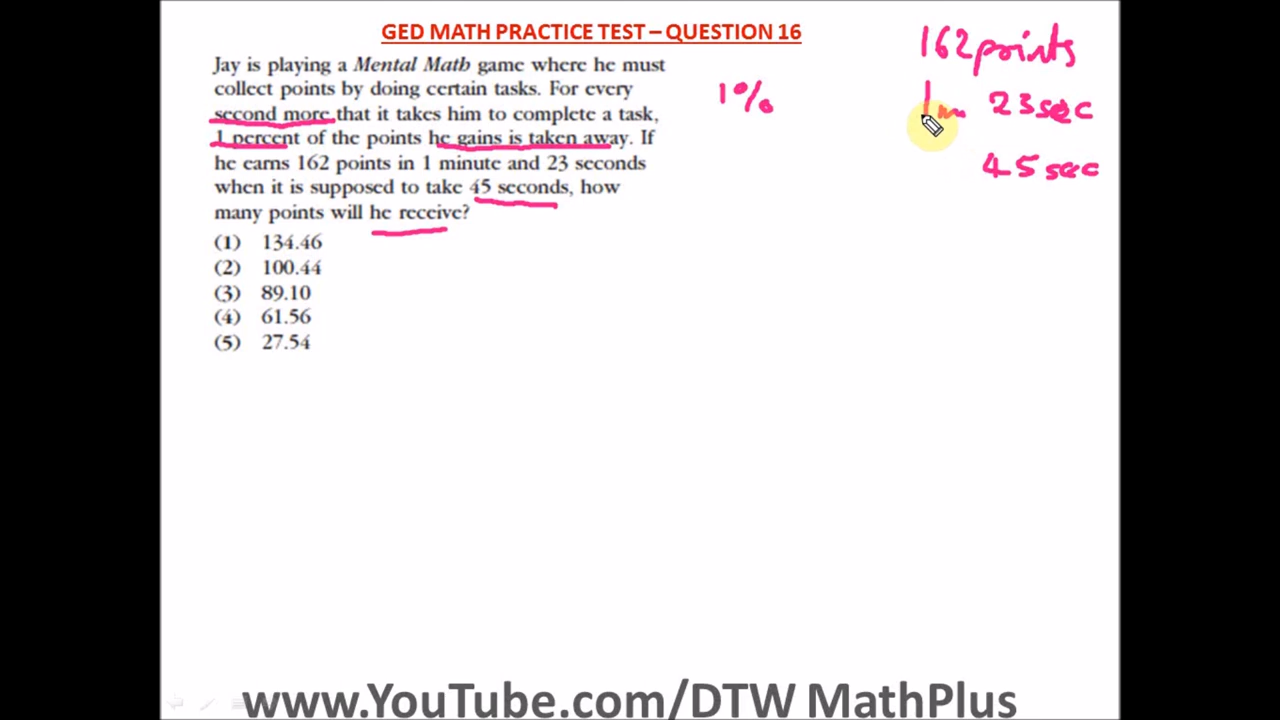 GED MATH PRACTICE TEST – QUESTION 16
Jay is playing a Mental Math game where he must
collect points by doing certain tasks. For every
second more that it takes him to complete a task,
1 percent of the points he gains is taken away. If
he earns 162 points in 1 minute and 23 seconds
when it is supposed to take 45 seconds, how
many points will he receive?
(1) 134.46
(2) 100.44
(3) 89.10
(4) 61.56
(5) 27.54
1%
162 points
1m 23 sec
45 sec
www.YouTube.com/DTW MathPlus